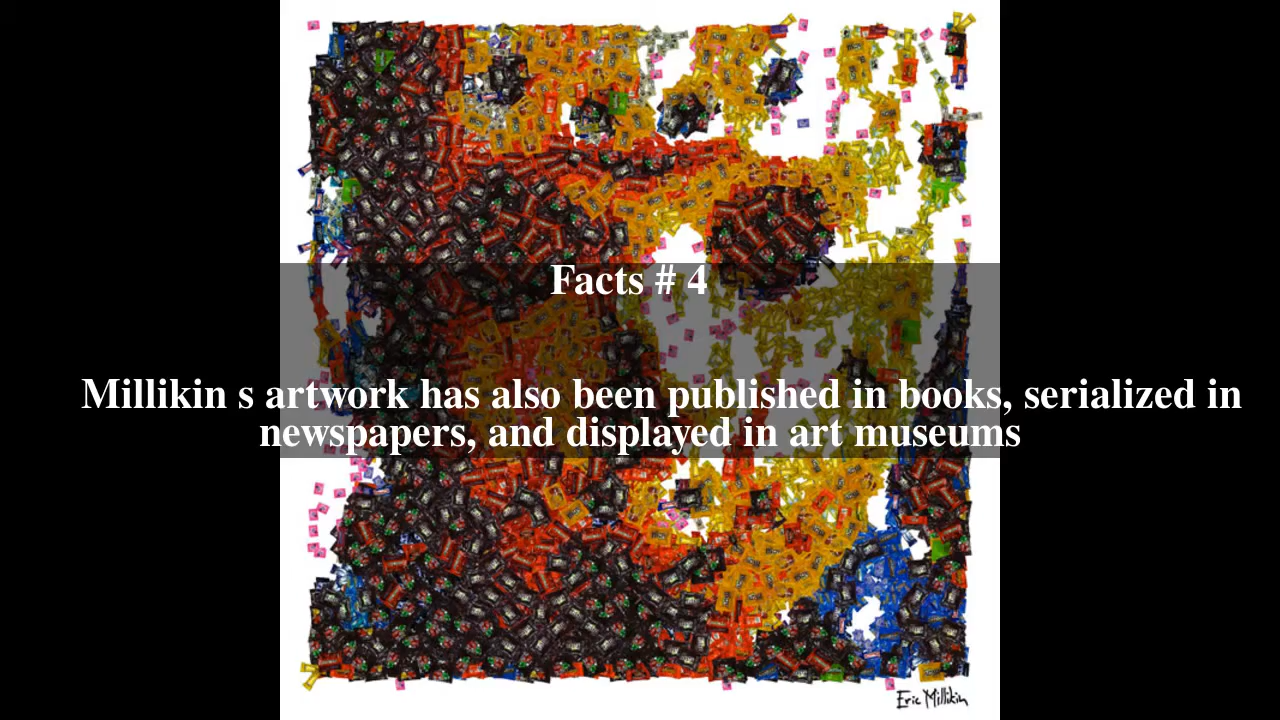 Facts # 4
Millikin s artwork has also been published in books, serialized in
newspapers, and displayed in art museums
Eric Millikin